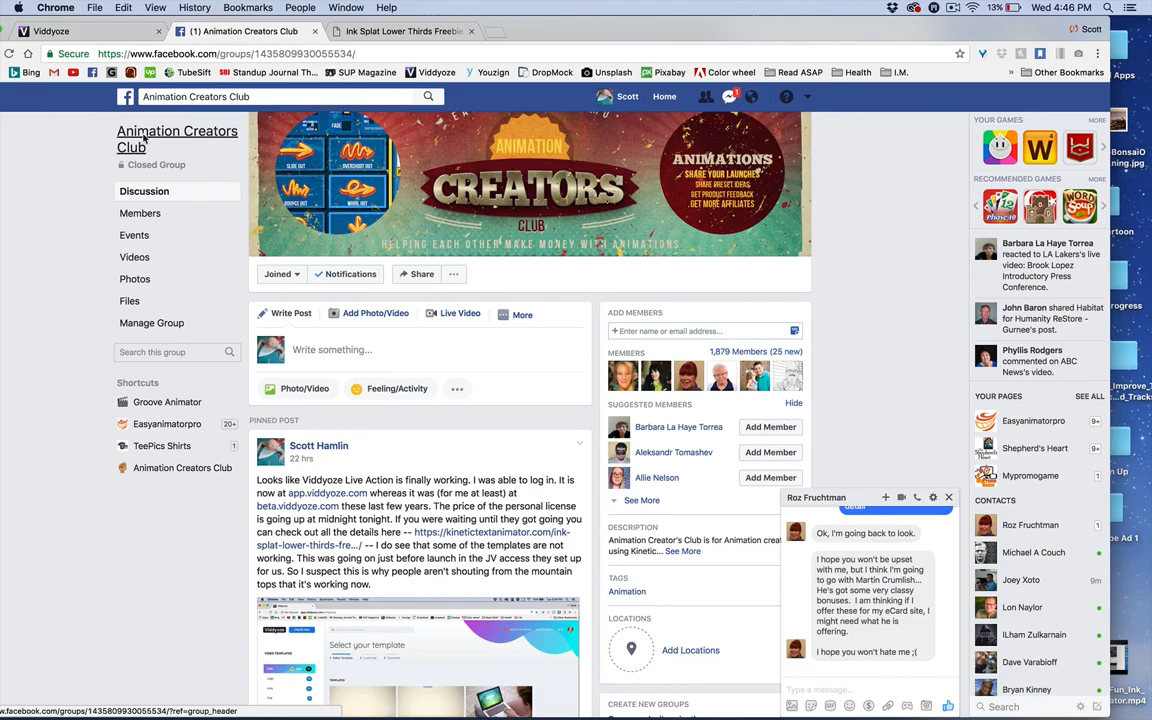 Chrome File Edit View History Bookmarks People Window Help 13% Wed 4:46 PM
Viddyoze (1) Animation Creators Club Ink Splat Lower Thirds Freebie Scott
Secure https://www.facebook.com/groups/1435809930055534/
Bing TubeSift Standup Journal Th... SUP Magazine Viddyoze Youzign DropMock Unsplash Pixabay Color wheel Read ASAP Health I.M. » Other Bookmarks
Animation Creators Club Scott Home 1
Animation Creators
Club
Closed Group
Discussion
Members
Events
Videos
Photos
Files
Manage Group
Search this group
Shortcuts
Groove Animator
Easyanimatorpro 20+
TeePics Shirts 1
Animation Creators Club
FADE
SLIDE OUT OVERSHOOT OUT
BOUNCE OUT WHIRL OUT
ANIMATION
CREATORS
CLUB
ANIMATIONS
SHARE YOUR LAUNCHES
SHARE PRESET IDEAS
GET PRODUCT FEEDBACK
GET MORE AFFILIATES
HELPING EACH OTHER MAKE MONEY WITH ANIMATIONS
Joined Notifications Share ...
Write Post Add Photo/Video Live Video More
Write something...
Photo/Video Feeling/Activity
PINNED POST
Scott Hamlin
22 hrs
Looks like Viddyoze Live Action is finally working. I was able to log in. It is
now at app.viddyoze.com whereas it was (for me at least) at
beta.viddyoze.com these last few years. The price of the personal license
is going up at midnight tonight. If you were waiting until they got going you
can check out all the details here -- https://kinetictextanimator.com/ink-
splat-lower-thirds-fre.../ -- I do see that some of the templates are not
working. This was going on just before launch in the JV access they set up
for us. So I suspect this is why people aren't shouting from the mountain
tops that it's working now.
Select your template
ADD MEMBERS
+ Enter name or email address...
MEMBERS 1,879 Members (25 new)
SUGGESTED MEMBERS Hide
Barbara La Haye Torrea Add Member
Aleksandr Tomashev Add Member
Allie Nelson Add Member
See More
DESCRIPTION
Animation Creator's Club is for Animation creat
using Kinetic... See More
TAGS
Animation
LOCATIONS
Add Locations
CREATE NEW GROUPS
Roz Fruchtman
detail
Ok, I'm going back to look.
I hope you won't be upset
with me, but I think I'm going
to go with Martin Crumlish...
He's got some very classy
bonuses. I am thinking if I
offer these for my eCard site, I
might need what he is
offering.
I hope you won't hate me ;(
Type a message...
YOUR GAMES MORE
RECOMMENDED GAMES MORE
Barbara La Haye Torrea
reacted to LA Lakers's live
video: Brook Lopez
Introductory Press
Conference.
John Baron shared Habitat
for Humanity ReStore -
Gurnee's post.
Phyllis Rodgers
commented on ABC
News's video.
YOUR PAGES SEE ALL
Easyanimatorpro 9+
Shepherd's Heart 9+
Mypromogame 1
CONTACTS
Roz Fruchtman 1
Michael A Couch
Joey Xoto 9m
Lon Naylor
ILham Zulkarnain
Dave Varabioff
Bryan Kinney
Search
Apps